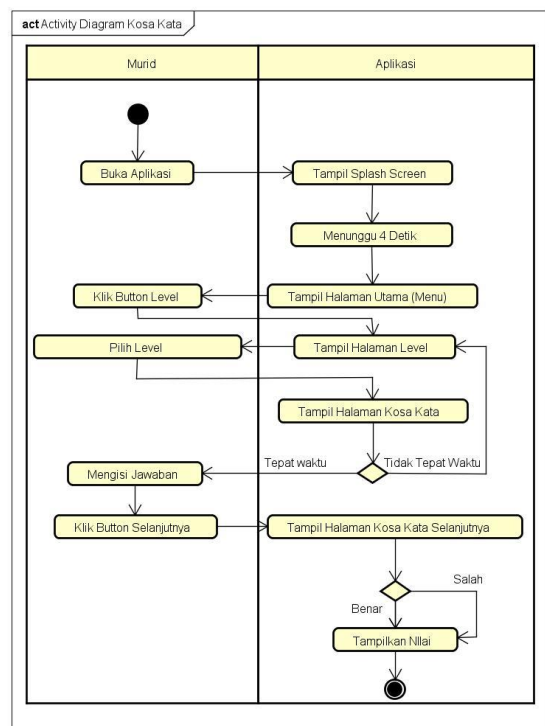 act Activity Diagram Kosa Kata
Murid
Aplikasi
Buka Aplikasi
Tampil Splash Screen
Menunggu 4 Detik
Klik Button Level
Tampil Halaman Utama (Menu)
Pilih Level
Tampil Halaman Level
Tampil Halaman Kosa Kata
Tepat waktu
Tidak Tepat Waktu
Mengisi Jawaban
Klik Button Selanjutnya
Tampil Halaman Kosa Kata Selanjutnya
Salah
Benar
Tampilkan NIlai